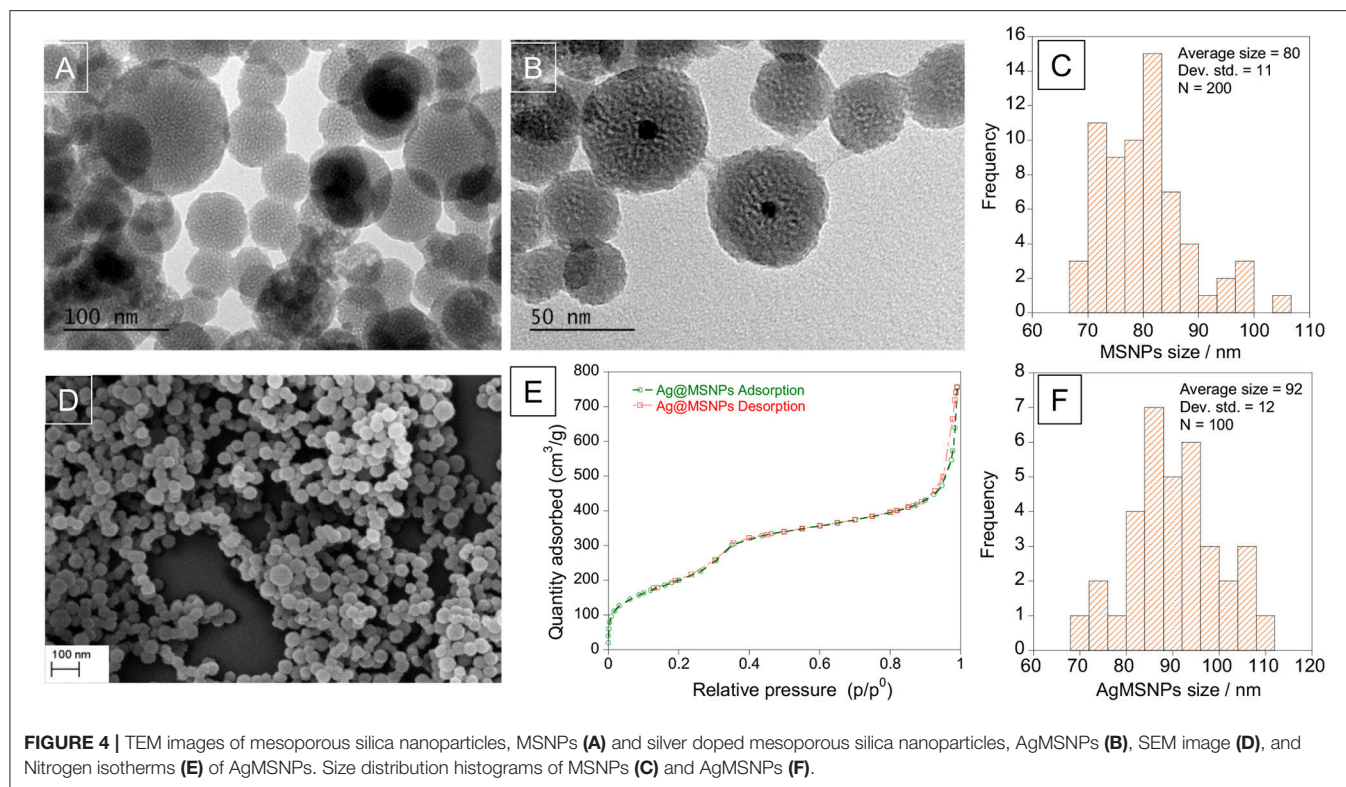 A
100 nm
B
50 nm
C
Average size = 80
Dev. std. = 11
N = 200
Frequency
16
14
12
10
8
6
4
2
0
60 70 80 90 100 110
MSNPs size / nm
D
100 nm
E
Ag@MSNPs Adsorption
Ag@MSNPs Desorption
Quantity adsorbed (cm³/g)
800
700
600
500
400
300
200
100
0
0 0.2 0.4 0.6 0.8 1
Relative pressure (p/p⁰)
F
Average size = 92
Dev. std. = 12
N = 100
Frequency
8
7
6
5
4
3
2
1
0
60 70 80 90 100 110 120
AgMSNPs size / nm
FIGURE 4 | TEM images of mesoporous silica nanoparticles, MSNPs (A) and silver doped mesoporous silica nanoparticles, AgMSNPs (B), SEM image (D), and
Nitrogen isotherms (E) of AgMSNPs. Size distribution histograms of MSNPs (C) and AgMSNPs (F).